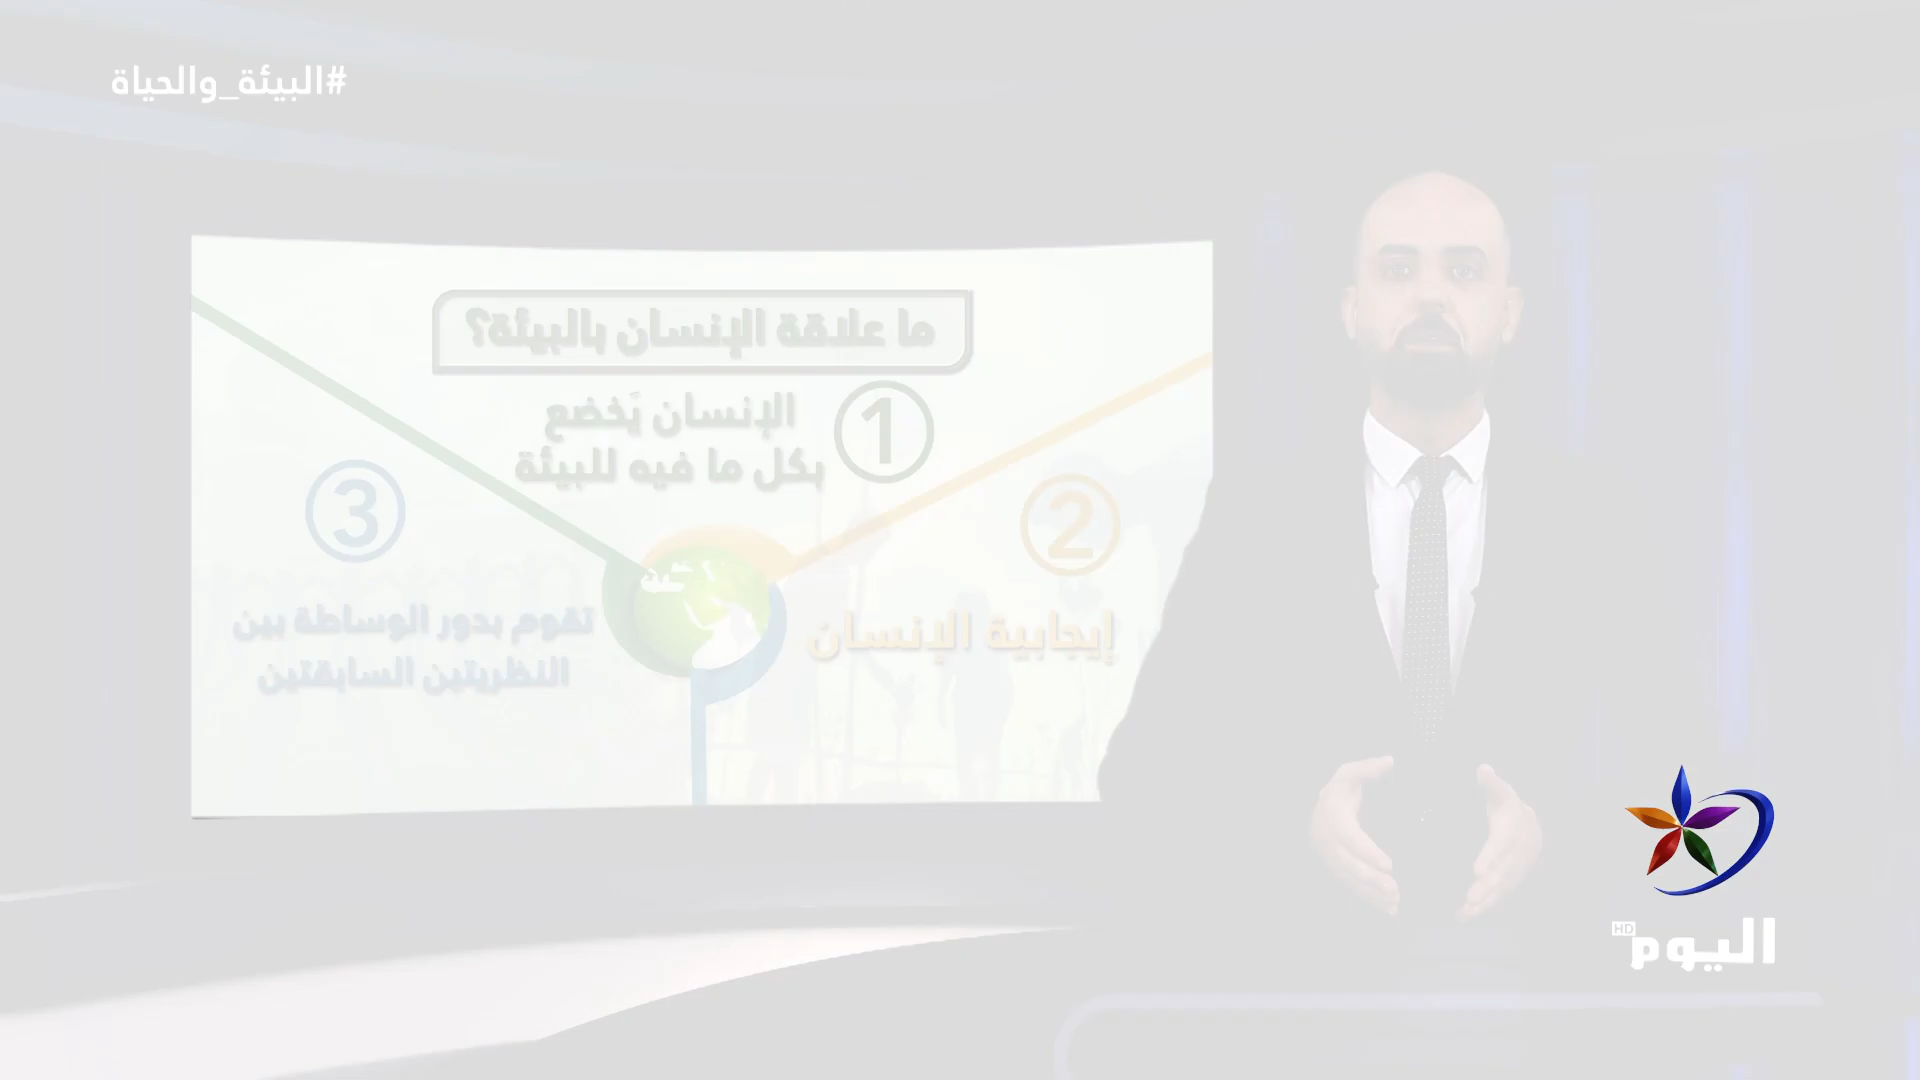 #البيئة_والحياة
ما علاقة الإنسان بالبيئة؟
1
الإنسان يَخضع
بكل ما فيه للبيئة
2
إيجابية الإنسان
3
تقوم بدور الوساطة بين
النظريتين السابقتين
اليوم
HD